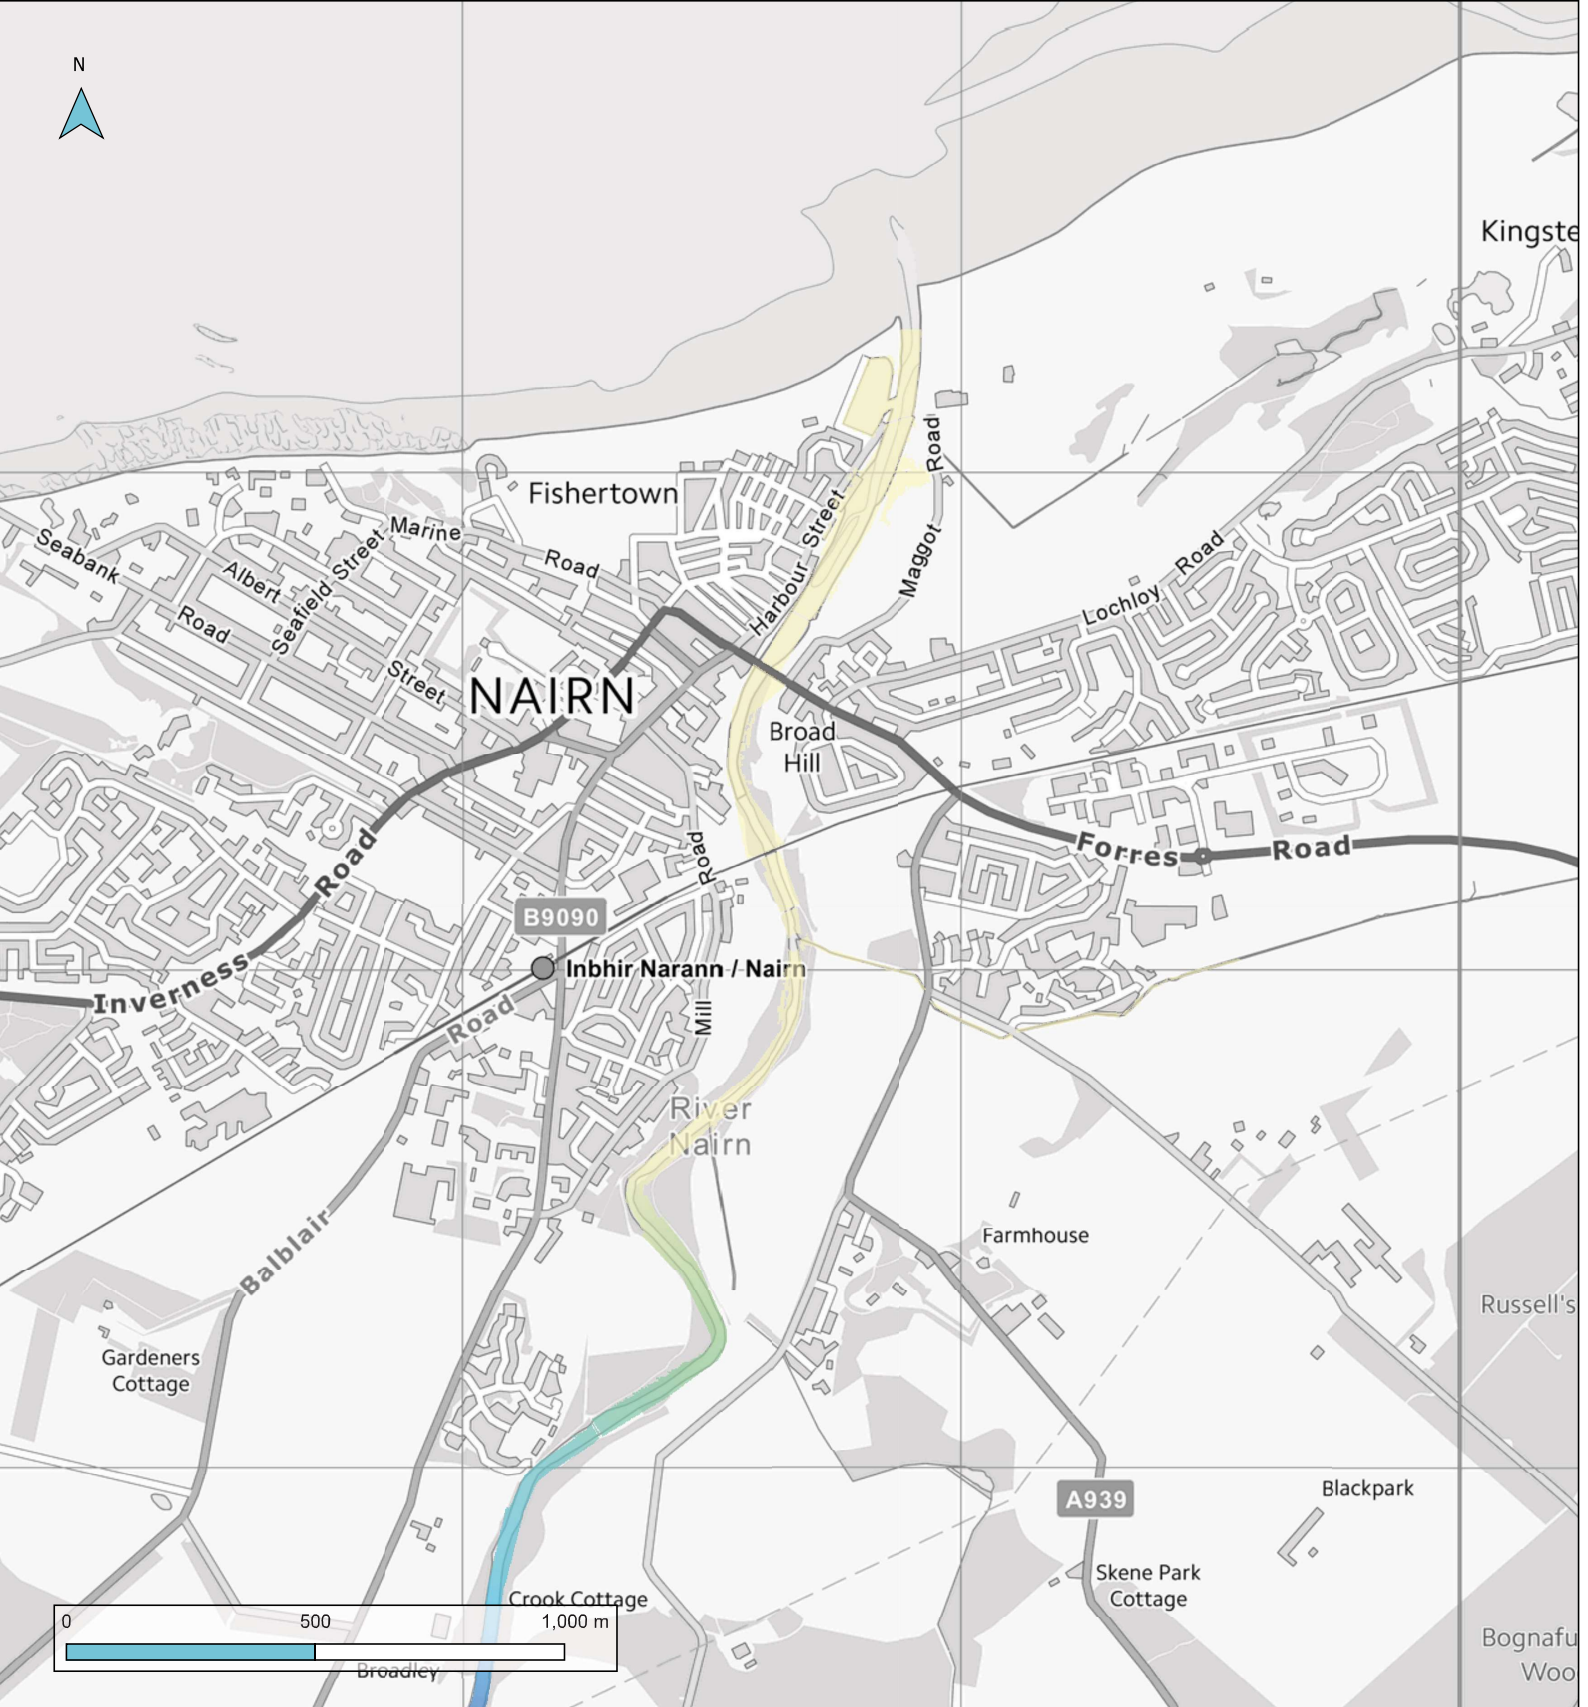 N
Kingste
Road
Fishertown
Marine
Road
Street
Harbour
Maggot
Seabank
Road
Albert
Street
Seafield Street
Lochloy Road
NAIRN
Broad
Hill
Forres Road
Inverness Road
Road
Mill
B9090
Inbhir Narann / Nairn
Balblair Road
River
Nairn
Farmhouse
Russell's
Gardeners
Cottage
A939
Blackpark
Skene Park
Cottage
Crook Cottage
0 500 1,000 m
Broadley
Bognafu
Woo